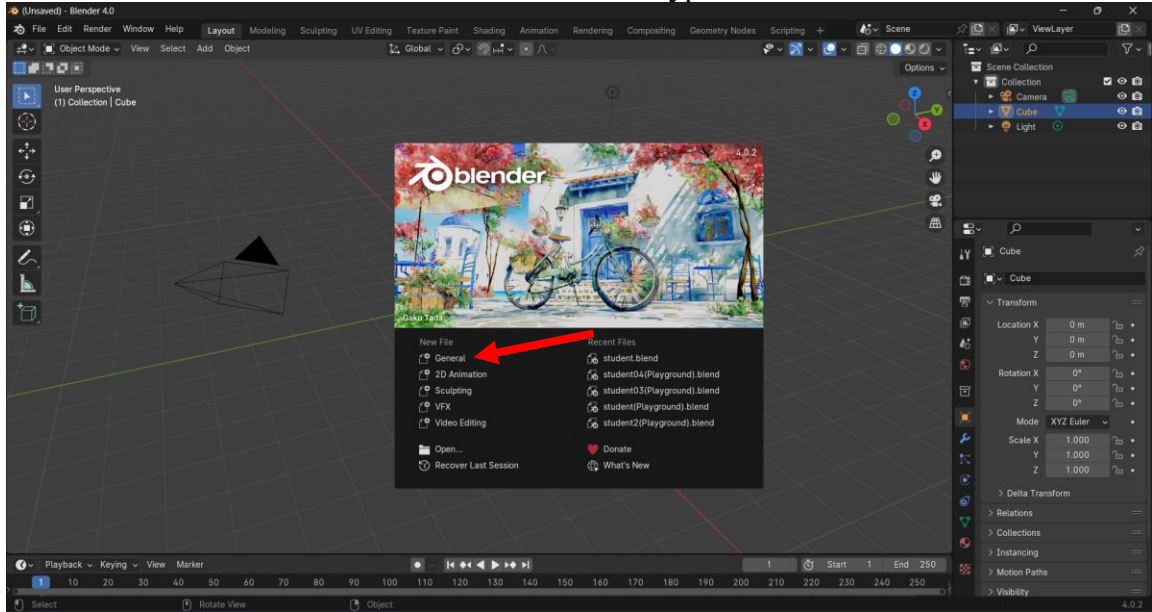 (Unsaved) - Blender 4.0
File Edit Render Window Help Layout Modeling Sculpting UV Editing Texture Paint Shading Animation Rendering Compositing Geometry Nodes Scripting + Scene ViewLayer
Object Mode View Select Add Object Global
Options
User Perspective
(1) Collection | Cube
Z
Y
X
4.0.2
blender
Gaku Tada
New File
General
2D Animation
Sculpting
VFX
Video Editing
Open...
Recover Last Session
Recent Files
student.blend
student04(Playground).blend
student03(Playground).blend
student(Playground).blend
student2(Playground).blend
Donate
What's New
Scene Collection
Collection
Camera
Cube
Light
Cube
Cube
Transform
Location X 0 m
Y 0 m
Z 0 m
Rotation X 0°
Y 0°
Z 0°
Mode XYZ Euler
Scale X 1.000
Y 1.000
Z 1.000
Delta Transform
Relations
Collections
Instancing
Motion Paths
Visibility
Playback Keying View Marker 1 Start 1 End 250
1 10 20 30 40 50 60 70 80 90 100 110 120 130 140 150 160 170 180 190 200 210 220 230 240 250
Select Rotate View Object 4.0.2